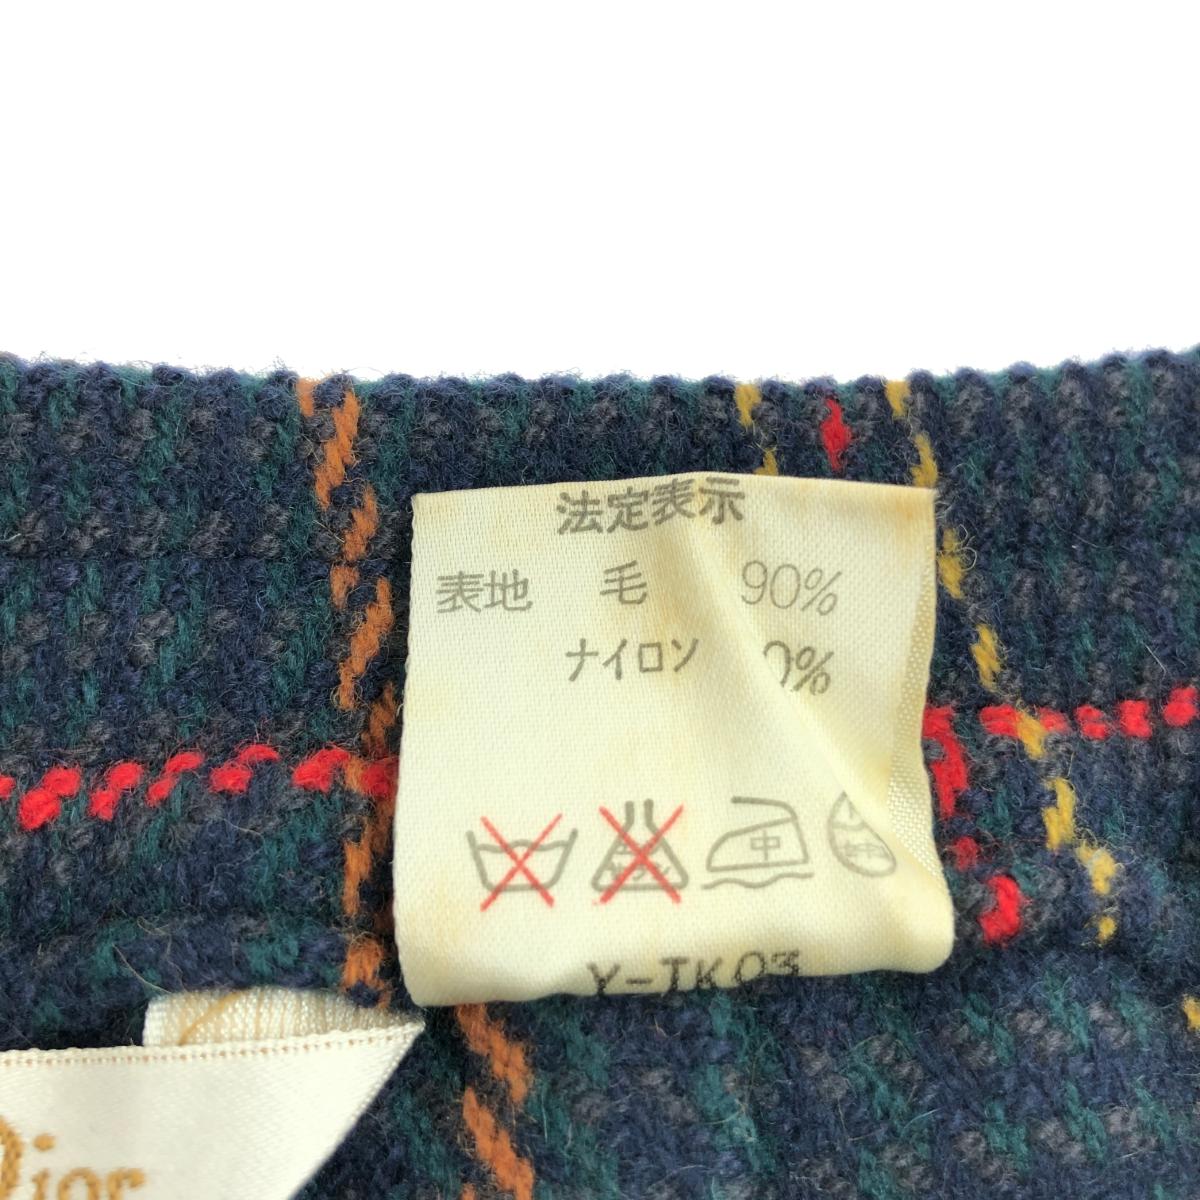 法定表示
表地 毛 90%
ナイロン 0%
中
Y-TK03
Dior